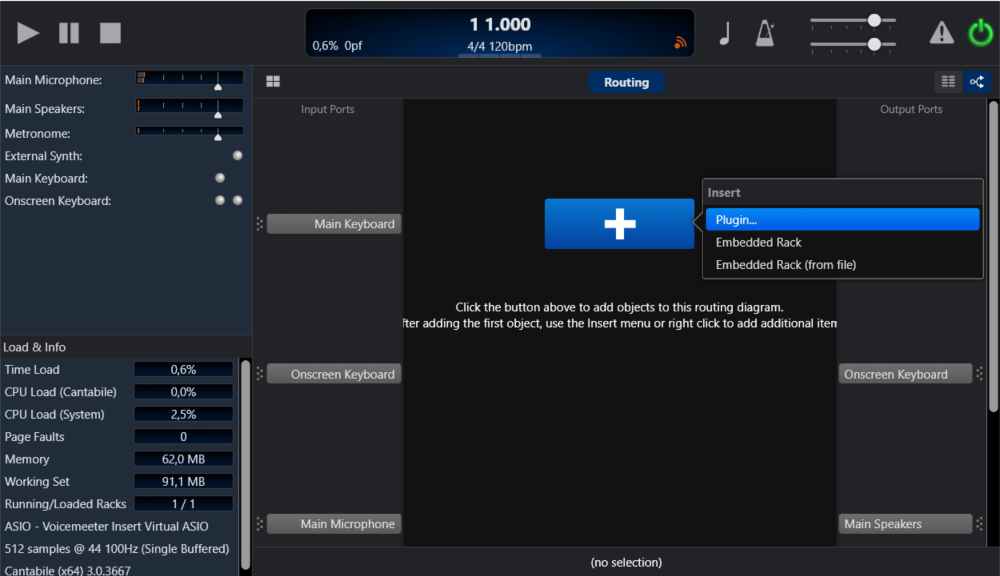 1 1.000
0,6% 0pf
4/4 120bpm
Main Microphone:
Main Speakers:
Metronome:
External Synth:
Main Keyboard:
Onscreen Keyboard:
Load & Info
Time Load 0,6%
CPU Load (Cantabile) 0,0%
CPU Load (System) 2,5%
Page Faults 0
Memory 62,0 MB
Working Set 91,1 MB
Running/Loaded Racks 1 / 1
ASIO - Voicemeeter Insert Virtual ASIO
512 samples @ 44 100Hz (Single Buffered)
Cantabile (x64) 3.0.3667
Routing
Input Ports
Output Ports
Main Keyboard
Insert
Plugin...
Embedded Rack
Embedded Rack (from file)
Click the button above to add objects to this routing diagram.
fter adding the first object, use the Insert menu or right click to add additional item
Onscreen Keyboard
Onscreen Keyboard
Main Microphone
Main Speakers
(no selection)